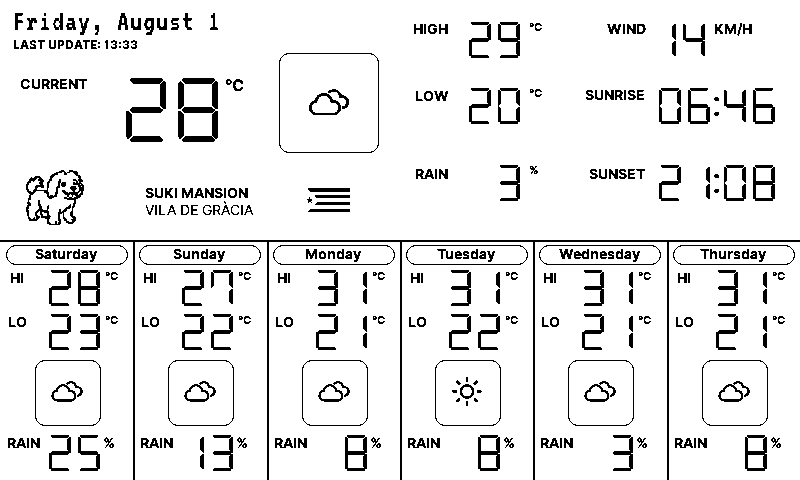 Friday, August 1
LAST UPDATE: 13:33
CURRENT 28 °C
HIGH 29 °C
WIND 14 KM/H
LOW 20 °C
SUNRISE 06:46
RAIN 3 %
SUNSET 21:08
SUKI MANSION
VILA DE GRÀCIA
Saturday
HI 28 °C
LO 23 °C
RAIN 25 %
Sunday
HI 27 °C
LO 22 °C
RAIN 13 %
Monday
HI 31 °C
LO 21 °C
RAIN 8 %
Tuesday
HI 31 °C
LO 22 °C
RAIN 8 %
Wednesday
HI 31 °C
LO 21 °C
RAIN 3 %
Thursday
HI 31 °C
LO 21 °C
RAIN 8 %